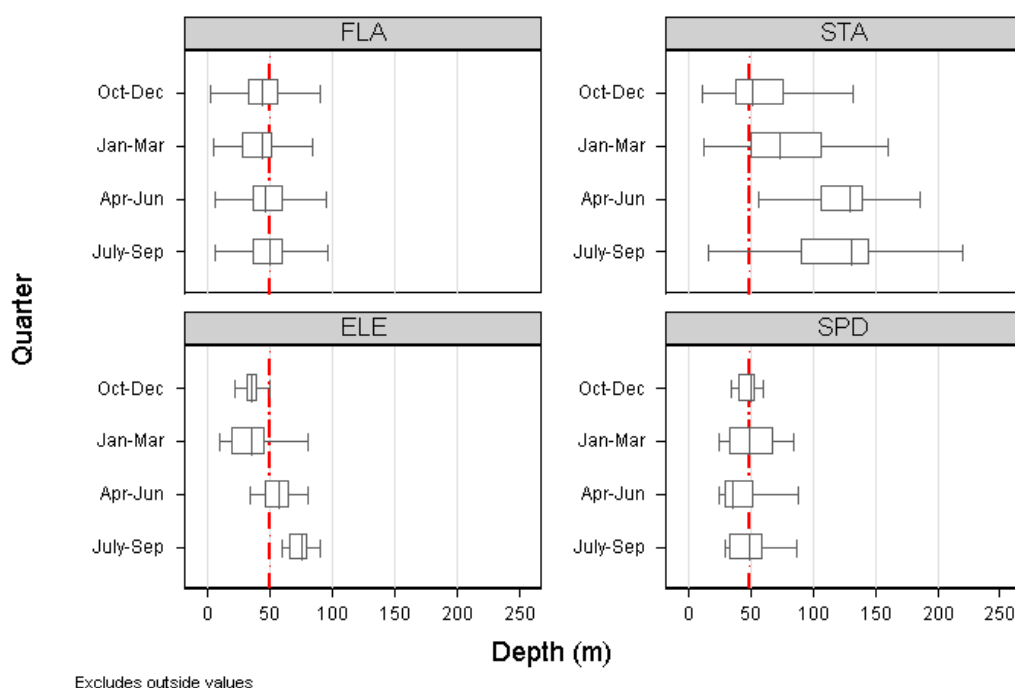 FLA
STA
Oct-Dec
Jan-Mar
Apr-Jun
July-Sep
Oct-Dec
Jan-Mar
Apr-Jun
July-Sep
Quarter
ELE
SPD
Oct-Dec
Jan-Mar
Apr-Jun
July-Sep
Oct-Dec
Jan-Mar
Apr-Jun
July-Sep
0 50 100 150 200 250
0 50 100 150 200 250
Depth (m)
Excludes outside values